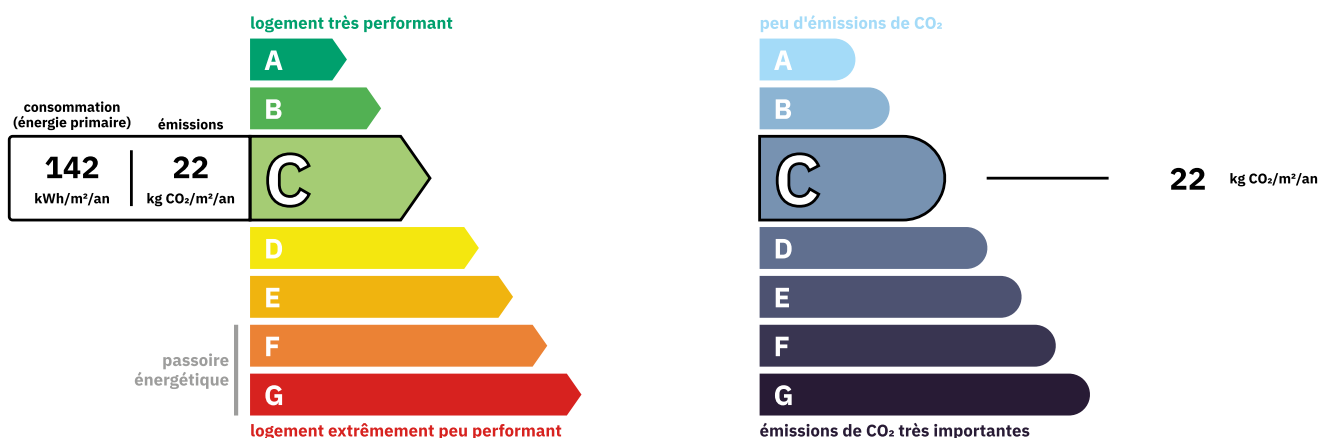 logement très performant
A
B
consommation
(énergie primaire)
émissions
142
kWh/m²/an
22
kg CO₂/m²/an
C
D
E
F
G
passoire
énergétique
logement extrêmement peu performant
peu d'émissions de CO₂
A
B
C
22 kg CO₂/m²/an
D
E
F
G
émissions de CO₂ très importantes